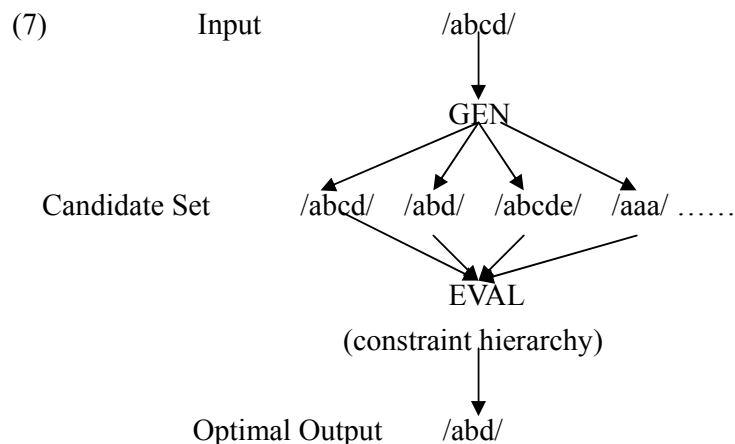 (7) Input /abcd/
GEN
Candidate Set /abcd/ /abd/ /abcde/ /aaa/ ……
EVAL
(constraint hierarchy)
Optimal Output /abd/